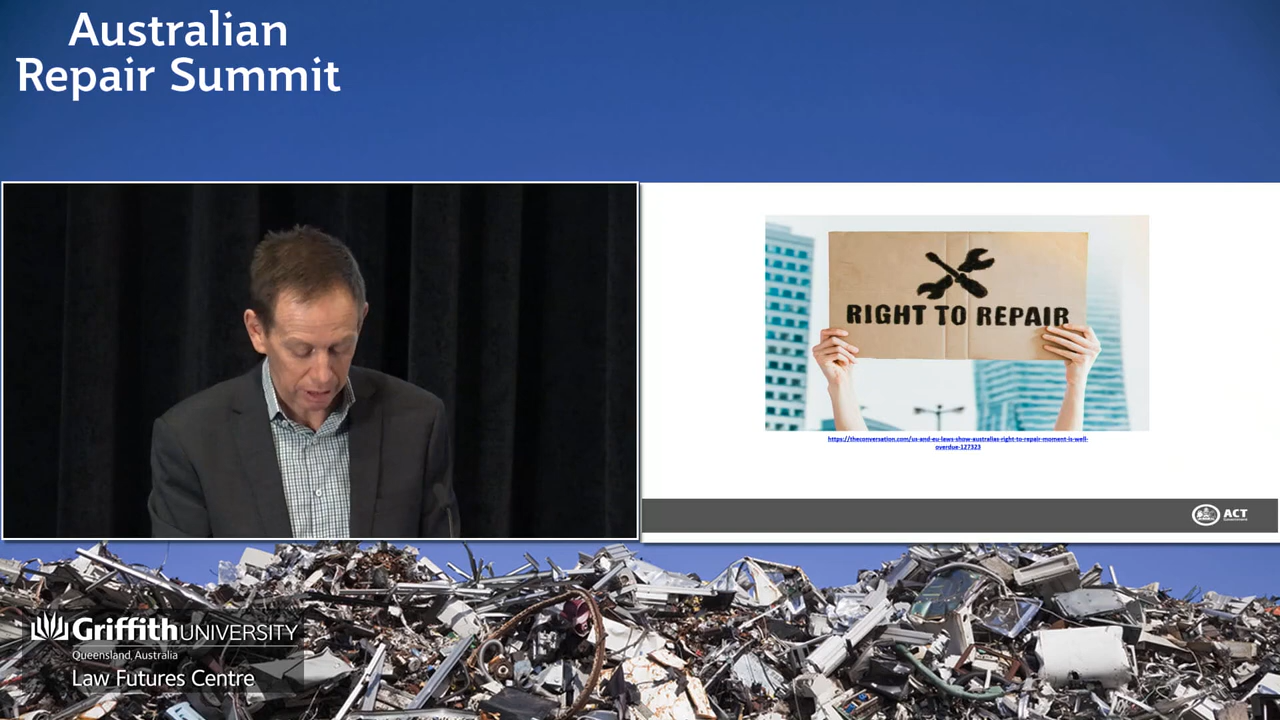 Australian
Repair Summit
RIGHT TO REPAIR
https://theconversation.com/us-and-eu-laws-show-australias-right-to-repair-moment-is-well-
overdue-127323
ACT
Government
Griffith UNIVERSITY
Queensland, Australia
Law Futures Centre